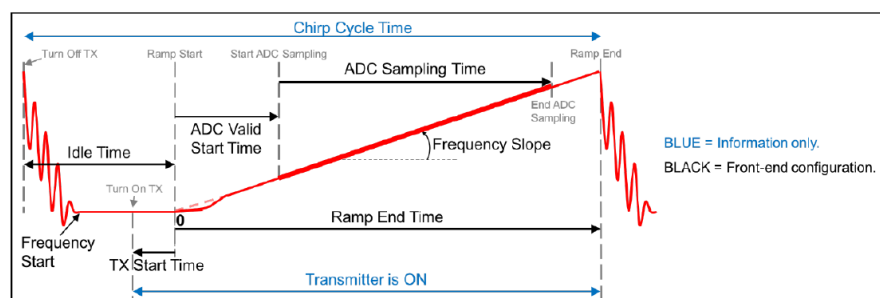 Chirp Cycle Time
Turn Off TX
Ramp Start
Start ADC Sampling
Ramp End
ADC Sampling Time
End ADC
Sampling
ADC Valid
Start Time
Frequency Slope
BLUE = Information only.
BLACK = Front-end configuration.
Idle Time
Turn On TX
0
Ramp End Time
Frequency
Start
TX Start Time
Transmitter is ON